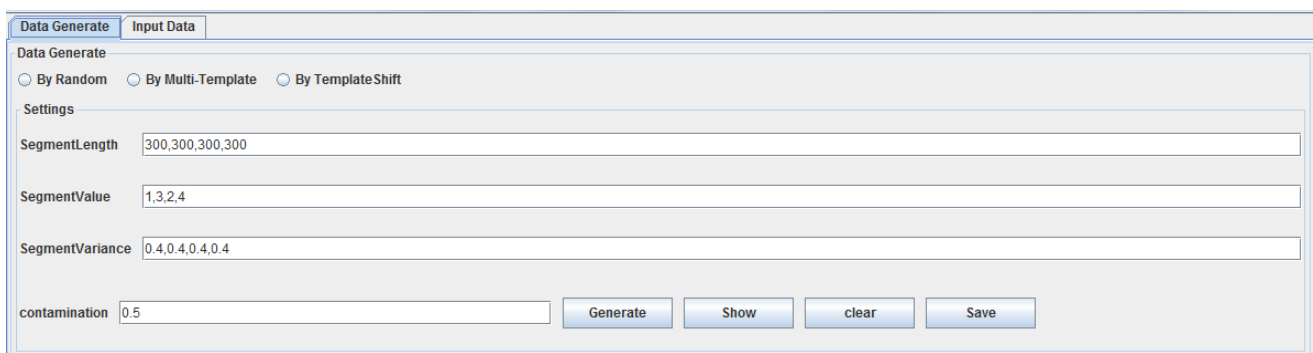 Data Generate Input Data
Data Generate
By Random By Multi-Template By TemplateShift
Settings
SegmentLength 300,300,300,300
SegmentValue 1,3,2,4
SegmentVariance 0.4,0.4,0.4,0.4
contamination 0.5 Generate Show clear Save